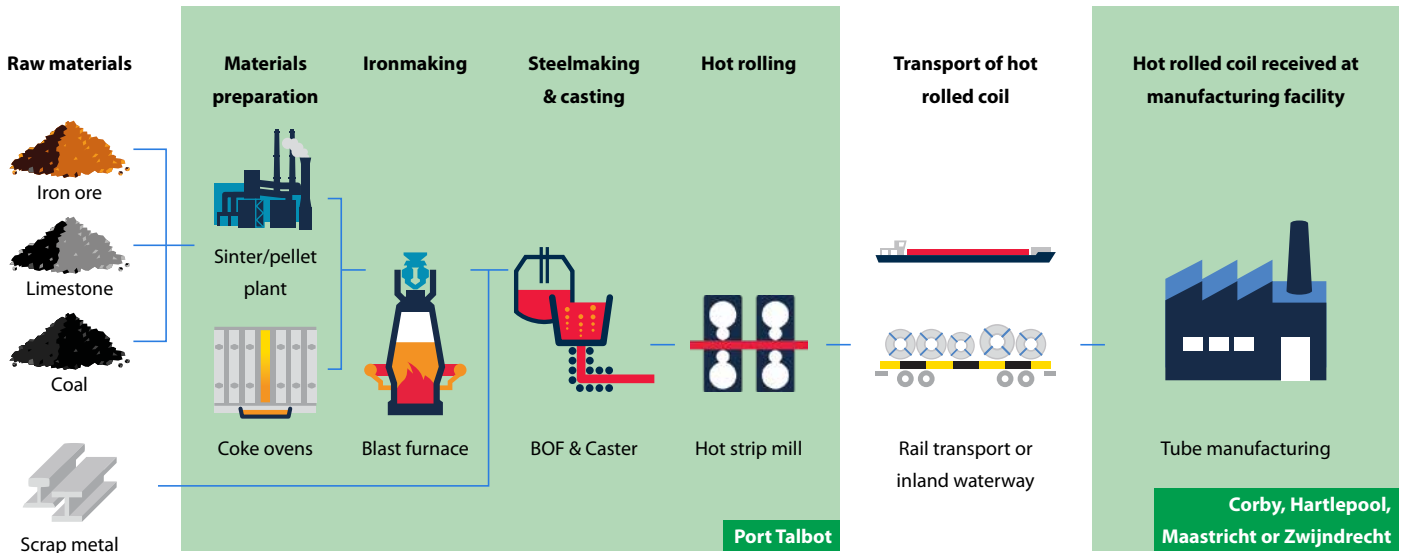 Raw materials
Iron ore
Limestone
Coal
Scrap metal
Materials
preparation
Sinter/pellet
plant
Coke ovens
Ironmaking
Blast furnace
Steelmaking
& casting
BOF & Caster
Hot rolling
Hot strip mill
Port Talbot
Transport of hot
rolled coil
Rail transport or
inland waterway
Hot rolled coil received at
manufacturing facility
Tube manufacturing
Corby, Hartlepool,
Maastricht or Zwijndrecht